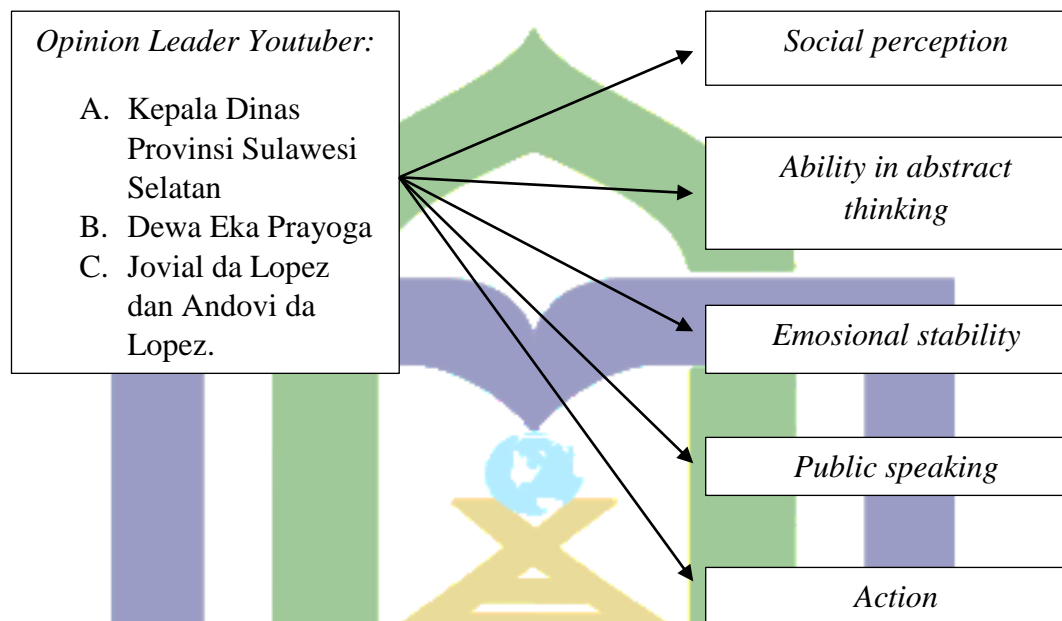 Opinion Leader Youtuber:
A. Kepala Dinas
Provinsi Sulawesi
Selatan
B. Dewa Eka Prayoga
C. Jovial da Lopez
dan Andovi da
Lopez.
Social perception
Ability in abstract
thinking
Emosional stability
Public speaking
Action